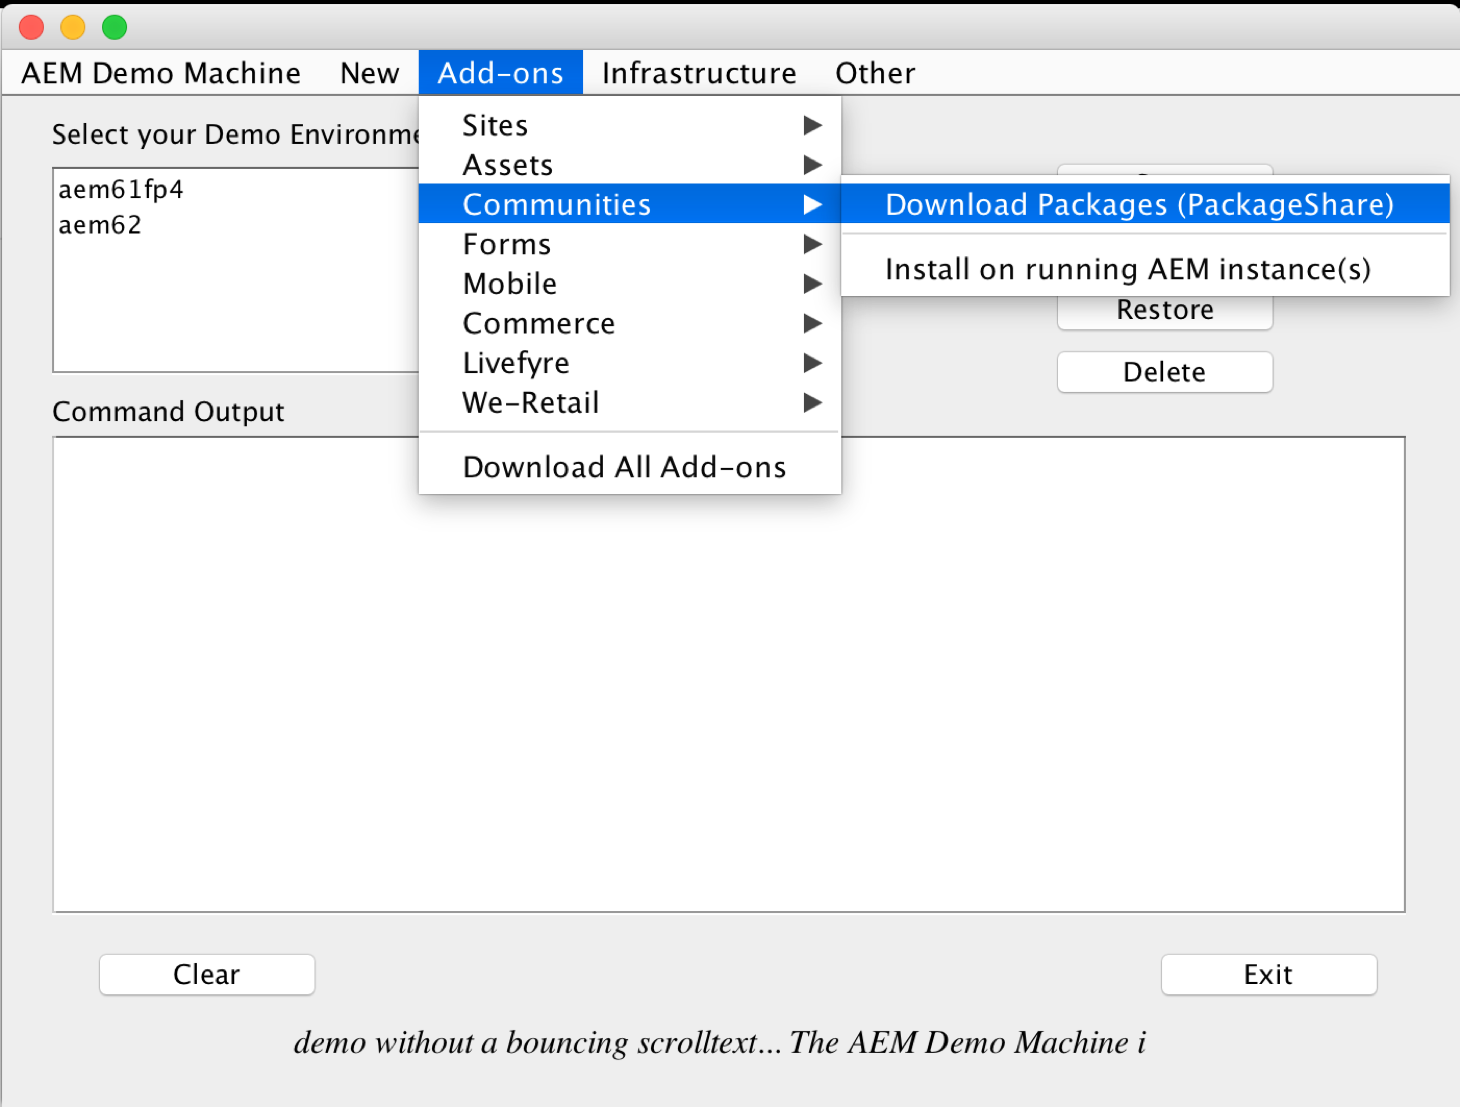 AEM Demo Machine New Add-ons Infrastructure Other
Select your Demo Environme
aem61fp4
aem62
Sites
Assets
Communities
Forms
Mobile
Commerce
Livefyre
We-Retail
Download All Add-ons
Download Packages (PackageShare)
Install on running AEM instance(s)
Restore
Delete
Command Output
Clear
Exit
demo without a bouncing scrolltext... The AEM Demo Machine i